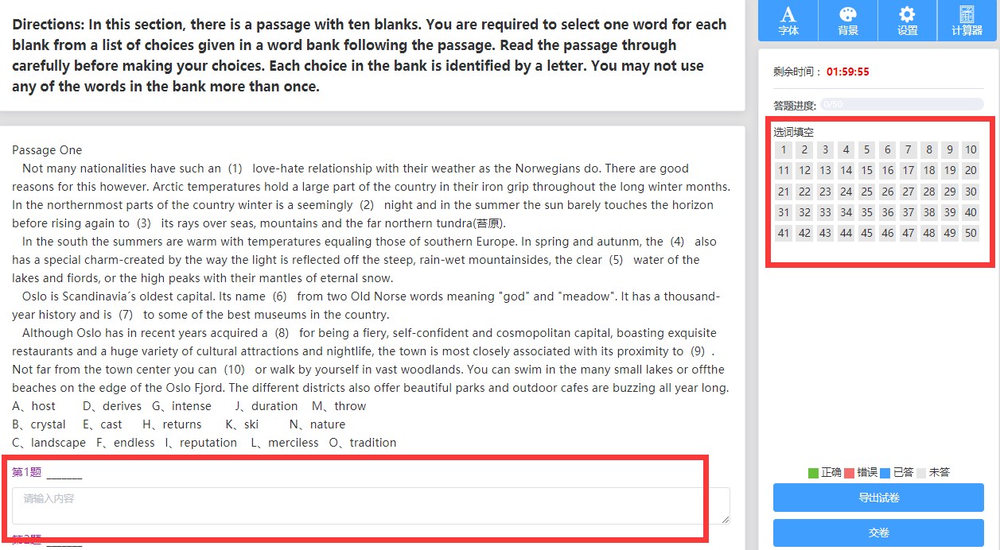 Directions: In this section, there is a passage with ten blanks. You are required to select one word for each
blank from a list of choices given in a word bank following the passage. Read the passage through
carefully before making your choices. Each choice in the bank is identified by a letter. You may not use
any of the words in the bank more than once.
Passage One
Not many nationalities have such an (1) love-hate relationship with their weather as the Norwegians do. There are good
reasons for this however. Arctic temperatures hold a large part of the country in their iron grip throughout the long winter months.
In the northernmost parts of the country winter is a seemingly (2) night and in the summer the sun barely touches the horizon
before rising again to (3) its rays over seas, mountains and the far northern tundra(苔原).
In the south the summers are warm with temperatures equaling those of southern Europe. In spring and autunm, the (4) also
has a special charm-created by the way the light is reflected off the steep, rain-wet mountainsides, the clear (5) water of the
lakes and fiords, or the high peaks with their mantles of eternal snow.
Oslo is Scandinavia´s oldest capital. Its name (6) from two Old Norse words meaning "god" and "meadow". It has a thousand-
year history and is (7) to some of the best museums in the country.
Although Oslo has in recent years acquired a (8) for being a fiery, self-confident and cosmopolitan capital, boasting exquisite
restaurants and a huge variety of cultural attractions and nightlife, the town is most closely associated with its proximity to (9) .
Not far from the town center you can (10) or walk by yourself in vast woodlands. You can swim in the many small lakes or offthe
beaches on the edge of the Oslo Fjord. The different districts also offer beautiful parks and outdoor cafes are buzzing all year long.
A、host D、derives G、intense J、duration M、throw
B、crystal E、cast H、returns K、ski N、nature
C、landscape F、endless I、reputation L、merciless O、tradition
第1题 _______
请输入内容
第2题 _______
字体 背景 设置 计算器
剩余时间： 01:59:55
答题进度: 0/50
选词填空
1 2 3 4 5 6 7 8 9 10
11 12 13 14 15 16 17 18 19 20
21 22 23 24 25 26 27 28 29 30
31 32 33 34 35 36 37 38 39 40
41 42 43 44 45 46 47 48 49 50
正确 错误 已答 未答
导出试卷
交卷